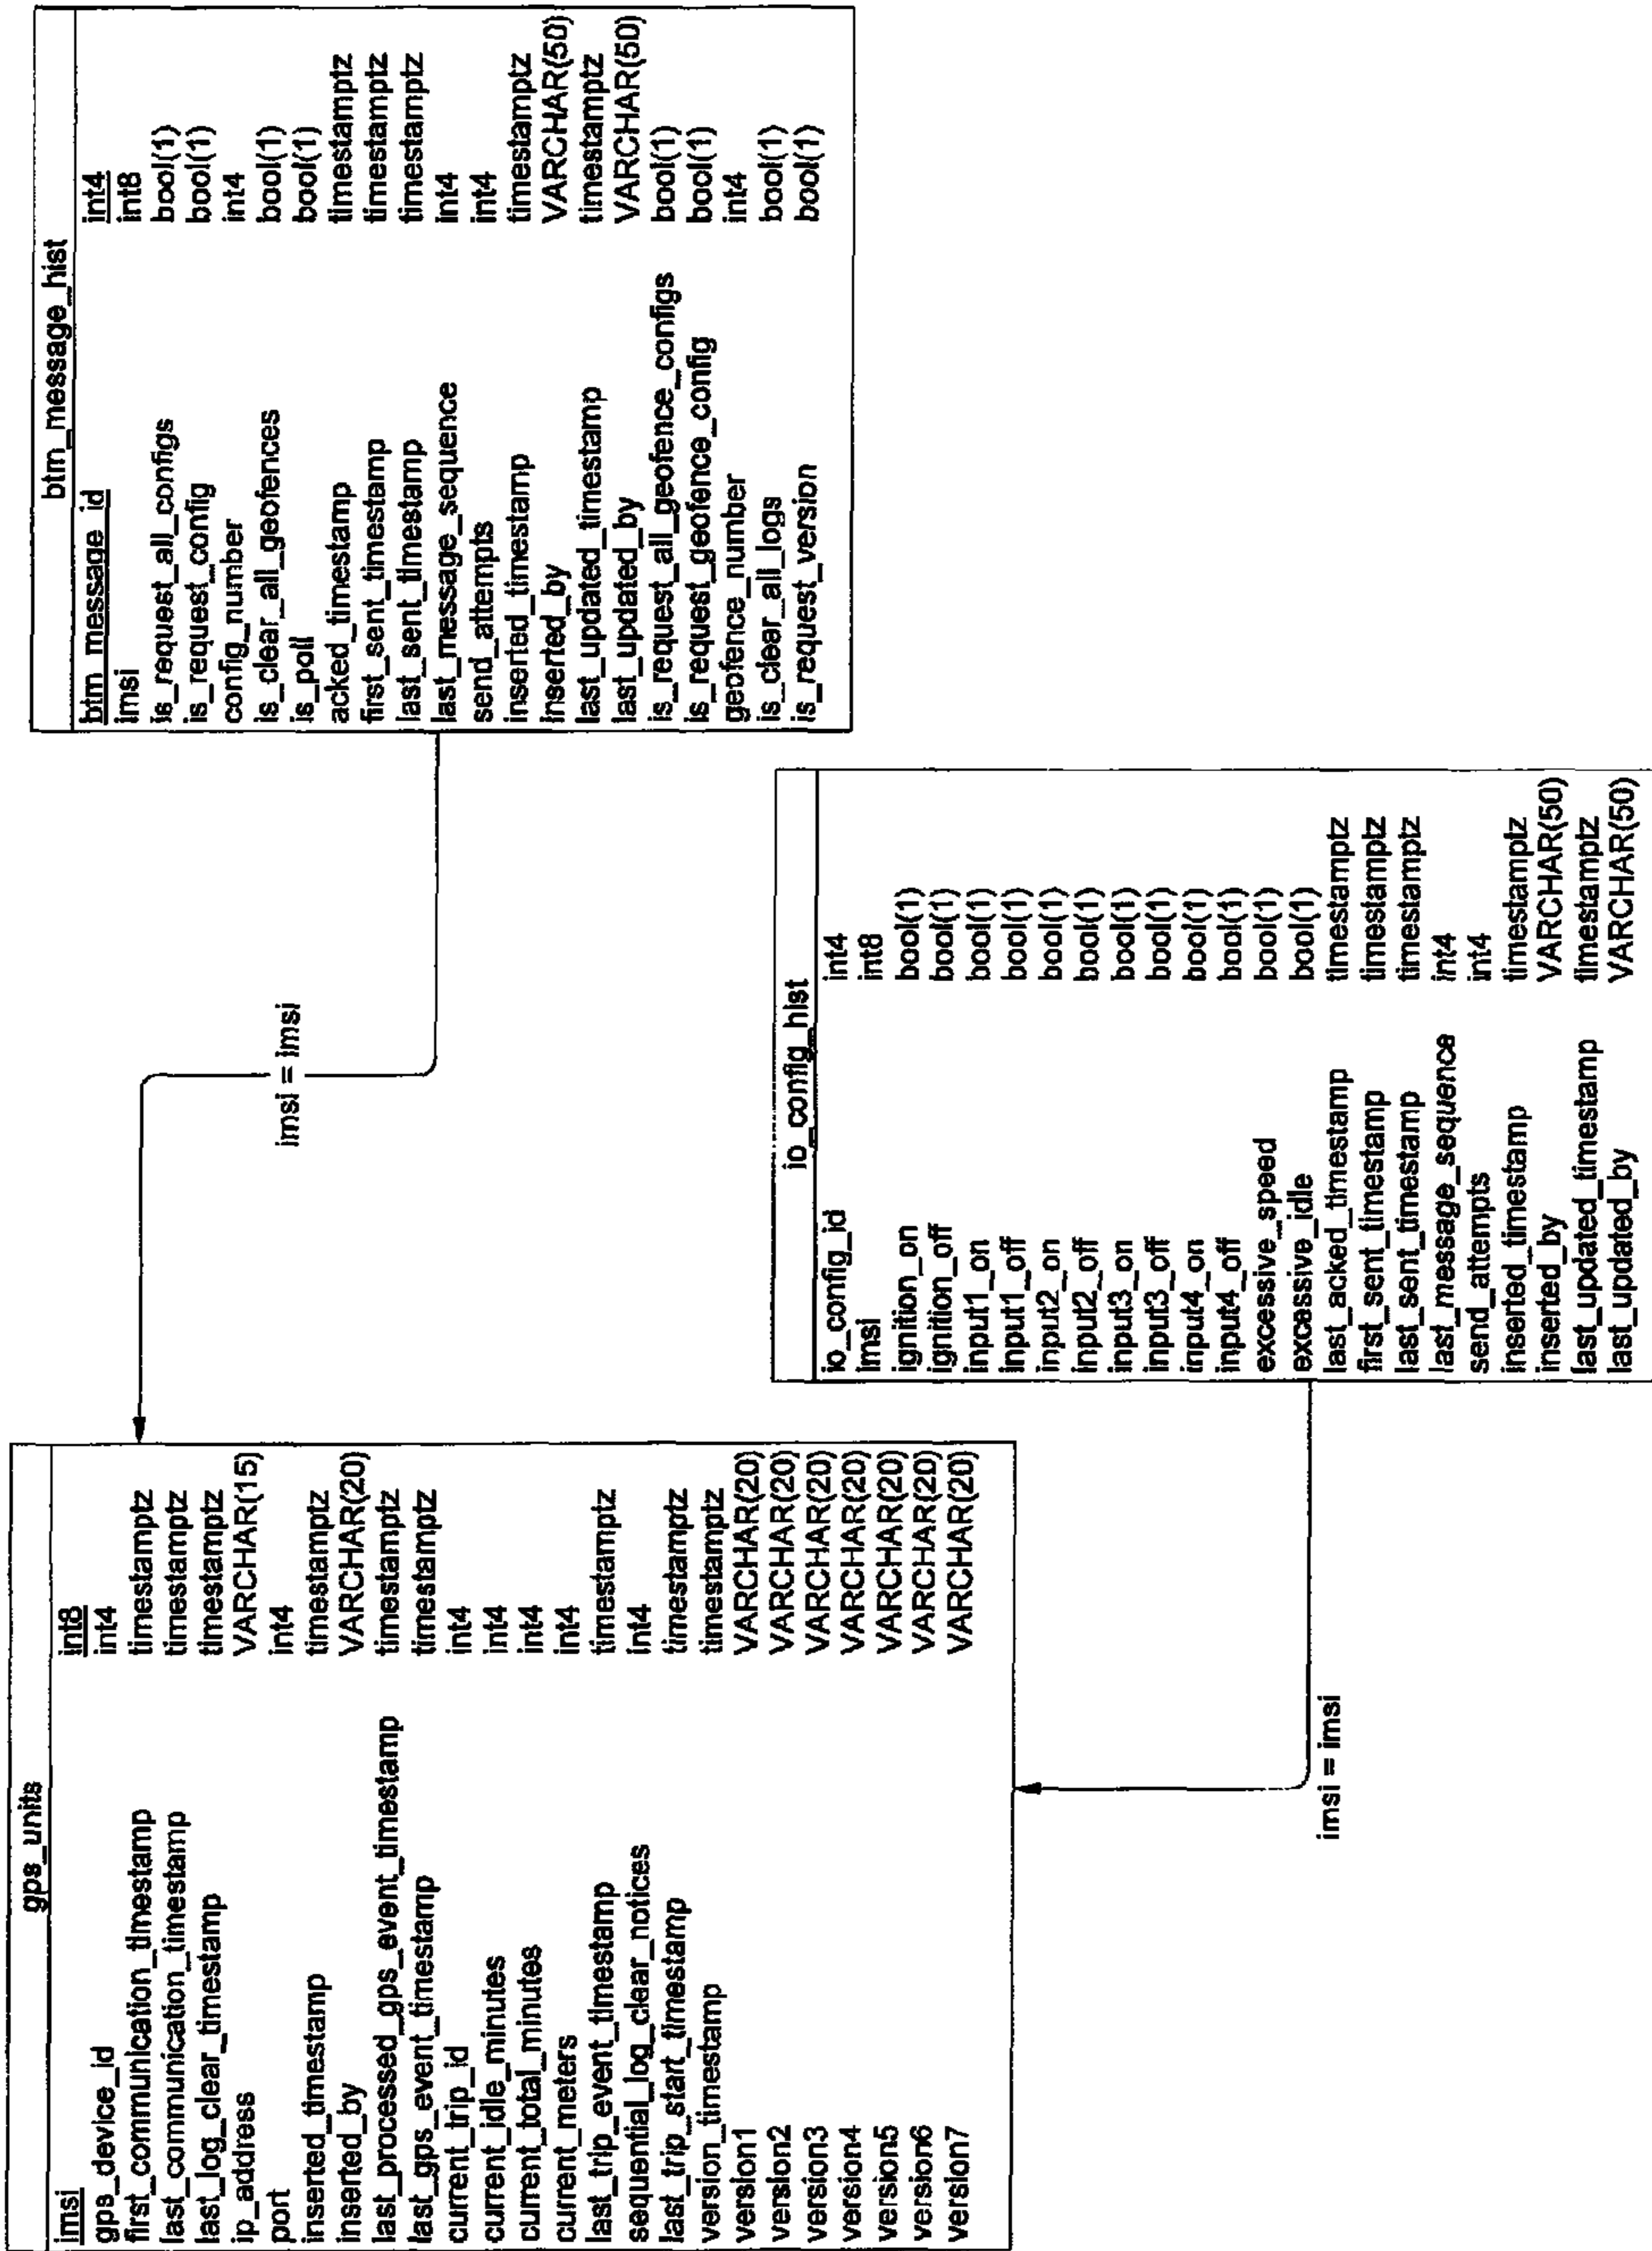 gps_units
imsi int8
gps_device_id int4
first_communication_timestamp timestamptz
last_communication_timestamp timestamptz
last_log_clear_timestamp timestamptz
ip_address VARCHAR(15)
port int4
inserted_timestamp timestamptz
inserted_by VARCHAR(20)
last_processed_gps_event_timestamp timestamptz
last_gps_event_timestamp timestamptz
current_trip_id int4
current_idle_minutes int4
current_total_minutes int4
current_meters int4
last_trip_event_timestamp timestamptz
sequential_log_clear_notices int4
last_trip_start_timestamp timestamptz
version_timestamp timestamptz
version1 VARCHAR(20)
version2 VARCHAR(20)
version3 VARCHAR(20)
version4 VARCHAR(20)
version5 VARCHAR(20)
version6 VARCHAR(20)
version7 VARCHAR(20)
imsi = imsi
btm_message_hist
btm_message_id int4
imsi int8
is_request_all_configs bool(1)
is_request_config bool(1)
config_number int4
is_clear_all_geofences bool(1)
is_poll bool(1)
acked_timestamp timestamptz
first_sent_timestamp timestamptz
last_sent_timestamp timestamptz
last_message_sequence int4
send_attempts int4
inserted_timestamp timestamptz
inserted_by VARCHAR(50)
last_updated_timestamp timestamptz
last_updated_by VARCHAR(50)
is_request_all_geofence_configs bool(1)
is_request_geofence_config bool(1)
geofence_number int4
is_clear_all_logs bool(1)
is_request_version bool(1)
imsi = imsi
io_config_hist
io_config_id int4
imsi int8
ignition_on bool(1)
ignition_off bool(1)
input1_on bool(1)
input1_off bool(1)
input2_on bool(1)
input2_off bool(1)
input3_on bool(1)
input3_off bool(1)
input4_on bool(1)
input4_off bool(1)
excessive_speed bool(1)
excessive_idle bool(1)
last_acked_timestamp timestamptz
first_sent_timestamp timestamptz
last_sent_timestamp timestamptz
last_message_sequence int4
send_attempts int4
inserted_timestamp timestamptz
inserted_by VARCHAR(50)
last_updated_timestamp timestamptz
last_updated_by VARCHAR(50)